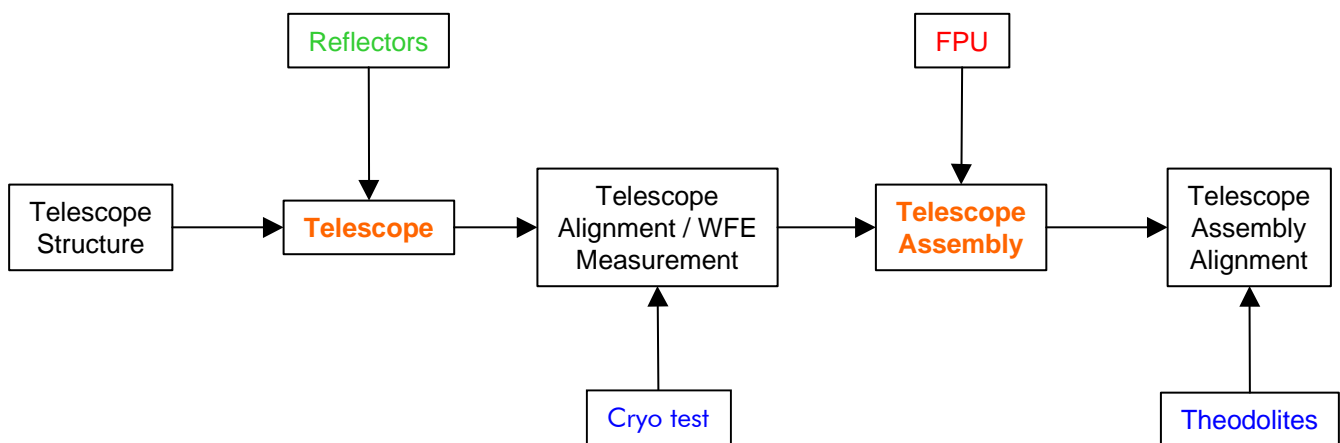 Reflectors
FPU
Telescope
Structure
Telescope
Telescope
Alignment / WFE
Measurement
Telescope
Assembly
Telescope
Assembly
Alignment
Cryo test
Theodolites